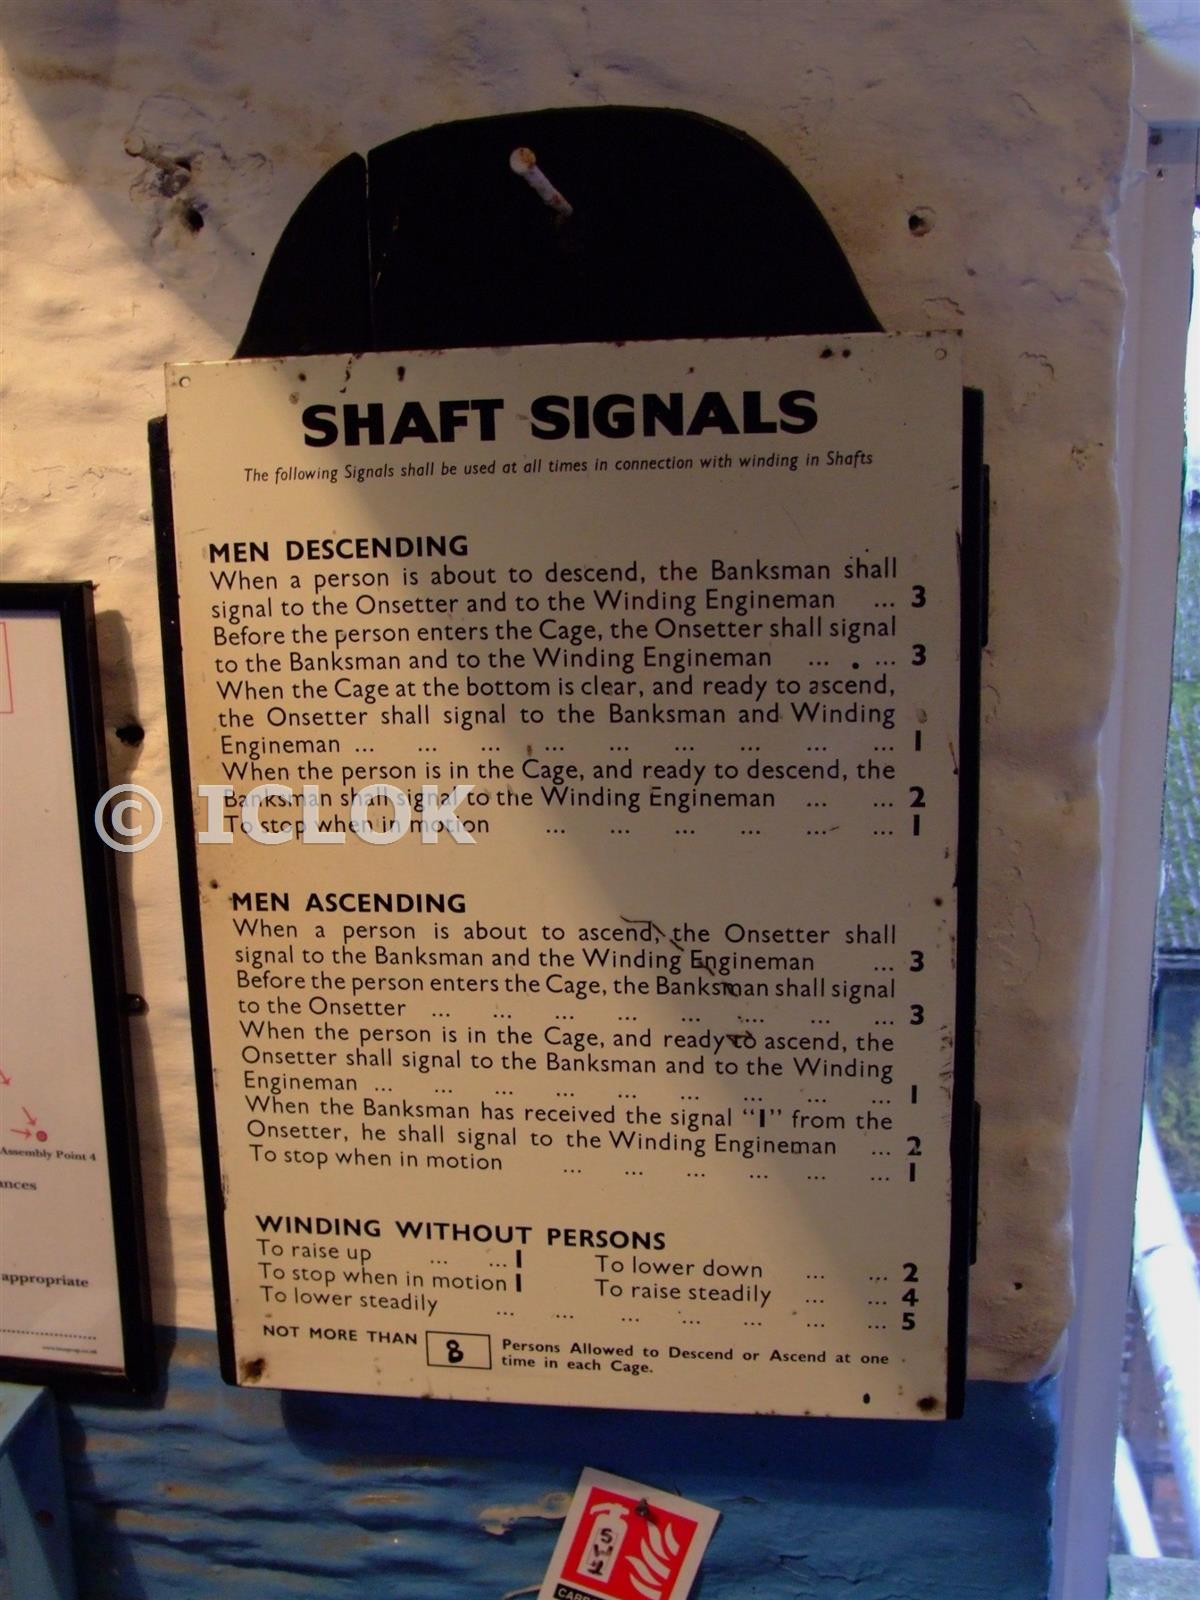 SHAFT SIGNALS
The following Signals shall be used at all times in connection with winding in Shafts
MEN DESCENDING
When a person is about to descend, the Banksman shall
signal to the Onsetter and to the Winding Engineman ... 3
Before the person enters the Cage, the Onsetter shall signal
to the Banksman and to the Winding Engineman ... . ... 3
When the Cage at the bottom is clear, and ready to ascend,
the Onsetter shall signal to the Banksman and Winding
Engineman ... ... ... ... ... ... ... ... ... 1
When the person is in the Cage, and ready to descend, the
Banksman shall signal to the Winding Engineman ... ... 2
To stop when in motion ... ... ... ... ... ... 1
© ICLOK
MEN ASCENDING
When a person is about to ascend, the Onsetter shall
signal to the Banksman and the Winding Engineman ... 3
Before the person enters the Cage, the Banksman shall signal
to the Onsetter ... ... ... ... ... ... ... ... 3
When the person is in the Cage, and ready to ascend, the
Onsetter shall signal to the Banksman and to the Winding
Engineman ... ... ... ... ... ... ... ... ... 1
When the Banksman has received the signal “1” from the
Onsetter, he shall signal to the Winding Engineman ... 2
To stop when in motion ... ... ... ... ... ... 1
WINDING WITHOUT PERSONS
To raise up ... ... 1 To lower down ... ... 2
To stop when in motion 1 To raise steadily ... ... 4
To lower steadily ... ... ... ... ... ... ... 5
NOT MORE THAN 8 Persons Allowed to Descend or Ascend at one
time in each Cage.
Assembly Point 4
appropriate
5